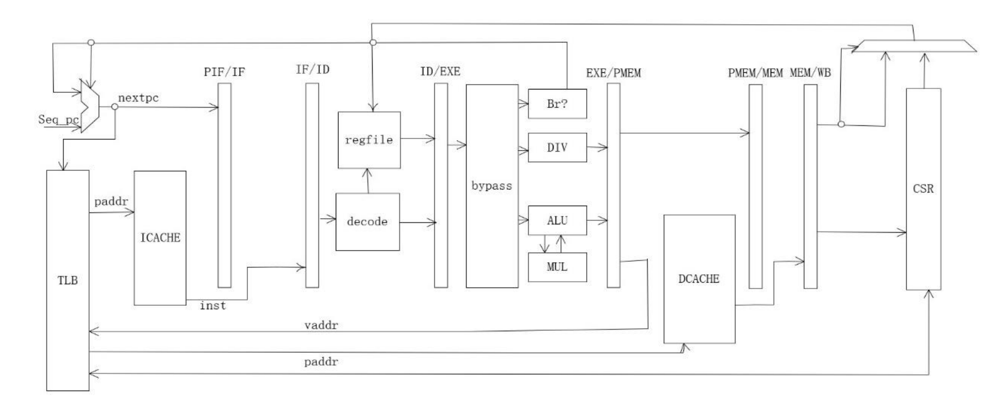 PIF/IF
IF/ID
ID/EXE
EXE/PMEM
PMEM/MEM
MEM/WB
nextpc
Seq_pc
Br?
regfile
DIV
bypass
CSR
paddr
decode
ALU
ICACHE
MUL
TLB
DCACHE
inst
vaddr
paddr